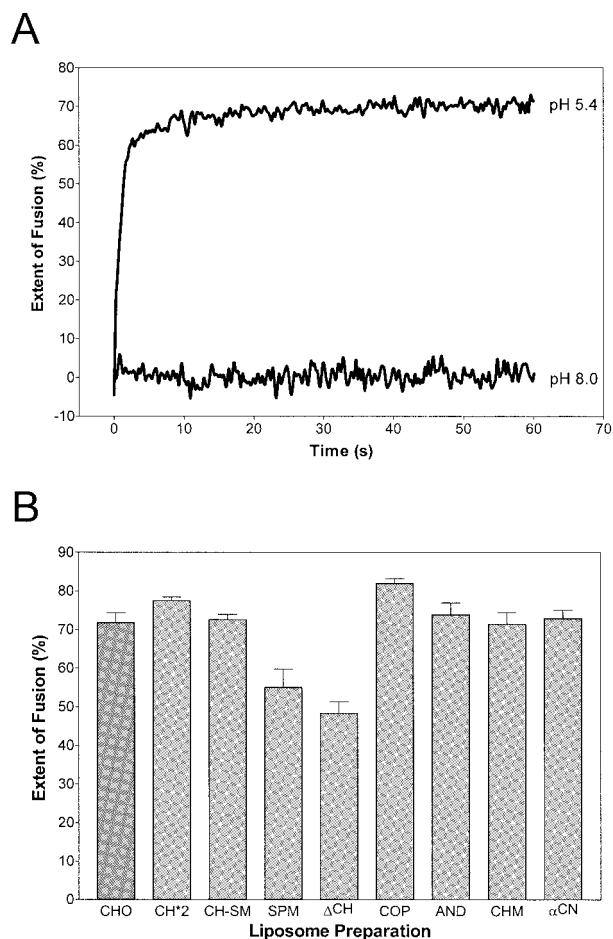 A
80
70
60
50
40
30
20
10
0
-10
Extent of Fusion (%)
pH 5.4
pH 8.0
0 10 20 30 40 50 60 70
Time (s)
B
90
80
70
60
50
40
30
20
10
0
Extent of Fusion (%)
CHO CH*2 CH-SM SPM ΔCH COP AND CHM αCN
Liposome Preparation